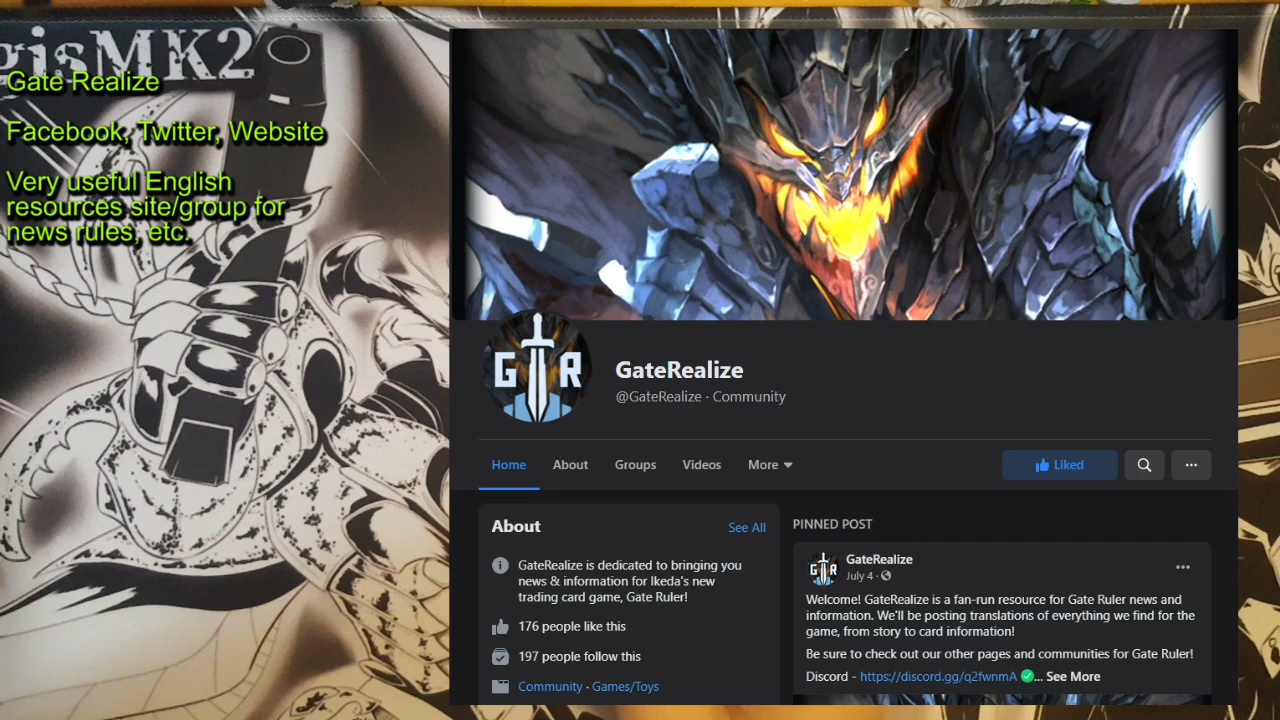 gisMK2
Gate Realize
Facebook, Twitter, Website
Very useful English
resources site/group for
news rules, etc.
G R
GateRealize
@GateRealize · Community
Home About Groups Videos More
Liked
About
See All
GateRealize is dedicated to bringing you
news & information for Ikeda's new
trading card game, Gate Ruler!
176 people like this
197 people follow this
Community · Games/Toys
PINNED POST
G R
GateRealize
July 4 ·
Welcome! GateRealize is a fan-run resource for Gate Ruler news and
information. We'll be posting translations of everything we find for the
game, from story to card information!
Be sure to check out our other pages and communities for Gate Ruler!
Discord - https://discord.gg/q2fwnmA ✅... See More